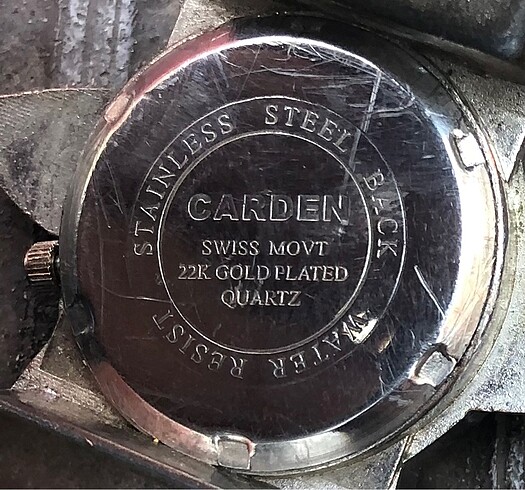 STAINLESS STEEL BACK
CARDEN
SWISS MOVT
22K GOLD PLATED
QUARTZ
WATER RESIST